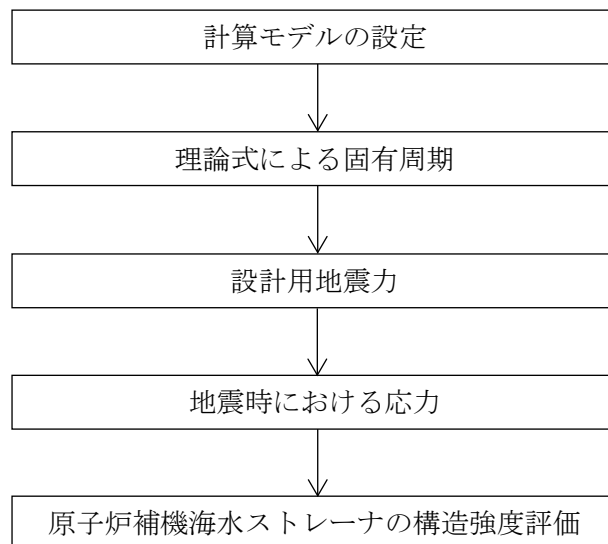 計算モデルの設定
理論式による固有周期
設計用地震力
地震時における応力
原子炉補機海水ストレーナの構造強度評価